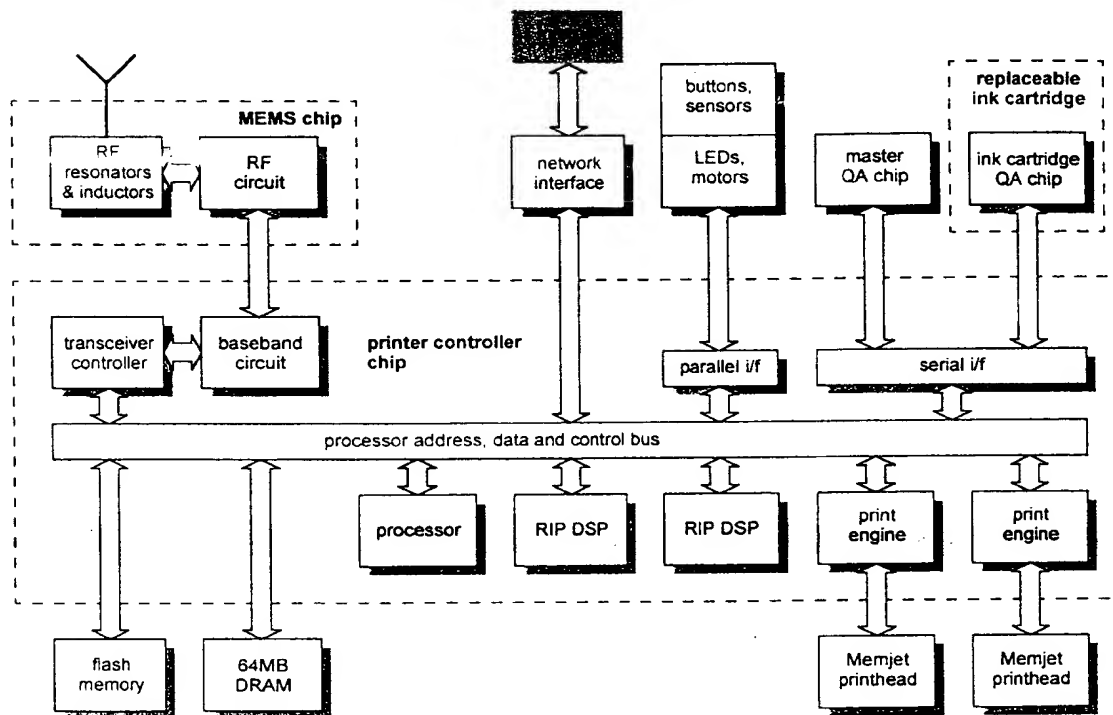 MEMS chip
RF
resonators
& inductors
RF
circuit
network
interface
buttons,
sensors
LEDs,
motors
master
QA chip
replaceable
ink cartridge
ink cartridge
QA chip
transceiver
controller
baseband
circuit
printer controller
chip
parallel i/f
serial i/f
processor address, data and control bus
processor
RIP DSP
RIP DSP
print
engine
print
engine
flash
memory
64MB
DRAM
Memjet
printhead
Memjet
printhead